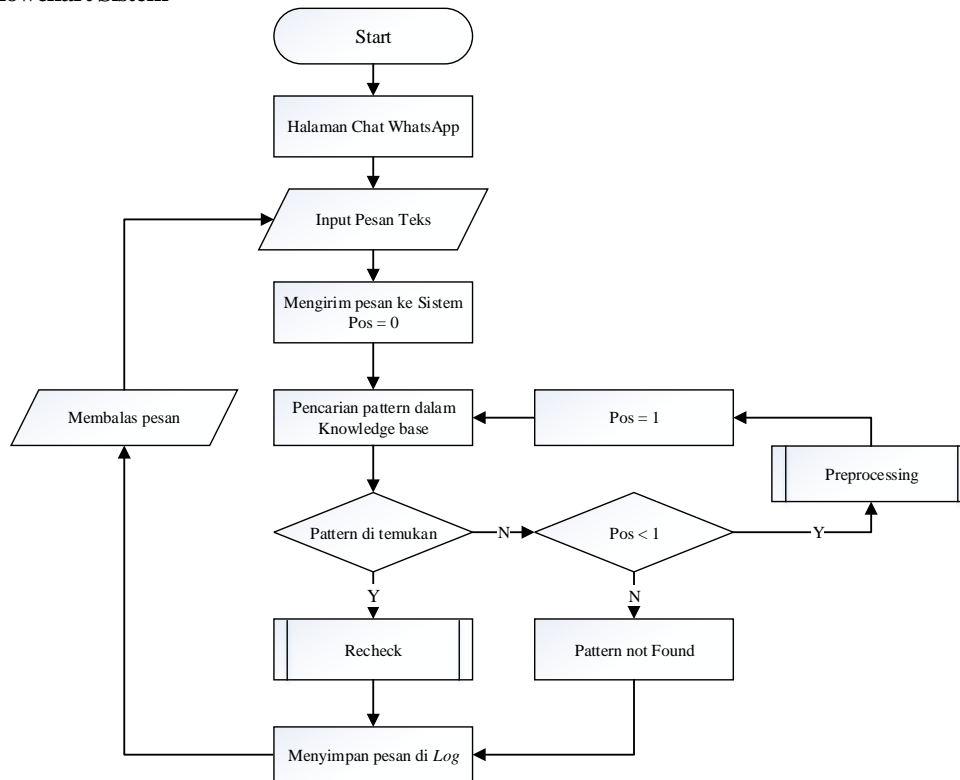 Start
Halaman Chat WhatsApp
Input Pesan Teks
Mengirim pesan ke Sistem
Pos = 0
Membalas pesan
Pencarian pattern dalam
Knowledge base
Pos = 1
Preprocessing
Pattern di temukan
N
Pos < 1
Y
Y
N
Recheck
Pattern not Found
Menyimpan pesan di Log